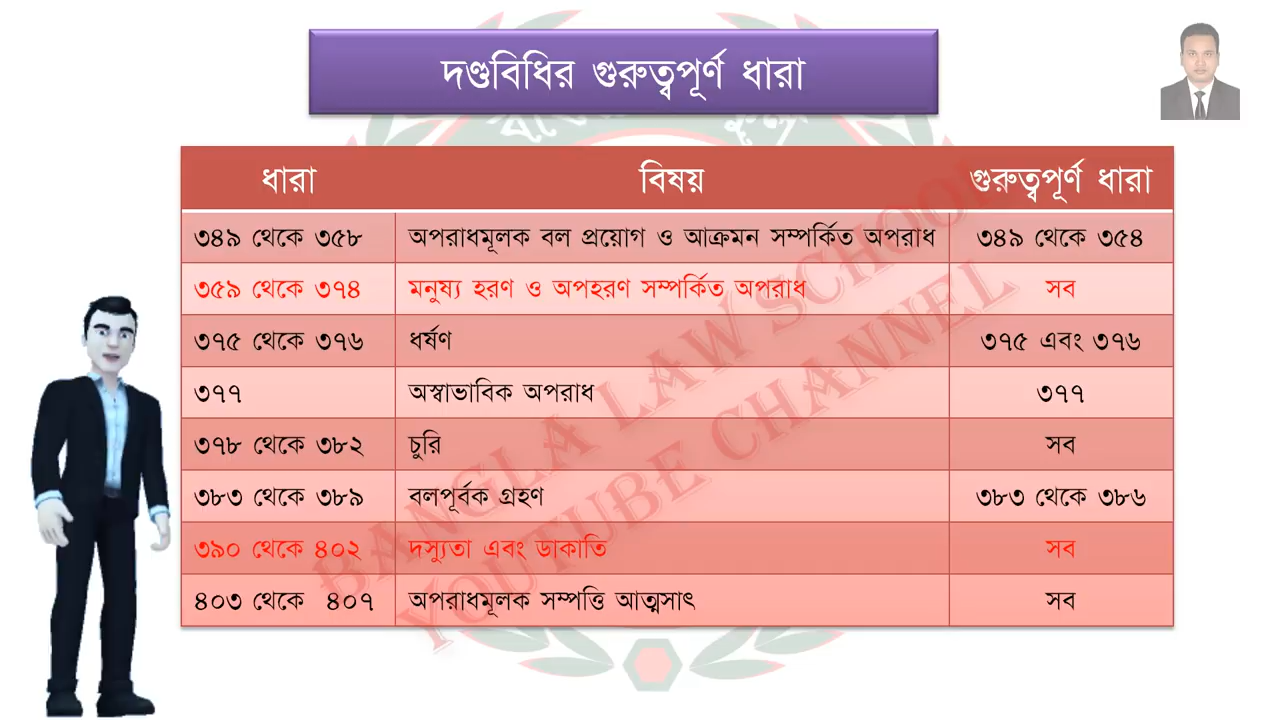 দণ্ডবিধির গুরুত্বপূর্ণ ধারা
ধারা বিষয় গুরুত্বপূর্ণ ধারা
৩৪৯ থেকে ৩৫৮ অপরাধমূলক বল প্রয়োগ ও আক্রমন সম্পর্কিত অপরাধ ৩৪৯ থেকে ৩৫৪
৩৫৯ থেকে ৩৭৪ মনুষ্য হরণ ও অপহরণ সম্পর্কিত অপরাধ সব
৩৭৫ থেকে ৩৭৬ ধর্ষণ ৩৭৫ এবং ৩৭৬
৩৭৭ অস্বাভাবিক অপরাধ ৩৭৭
৩৭৮ থেকে ৩৮২ চুরি সব
৩৮৩ থেকে ৩৮৯ বলপূর্বক গ্রহণ ৩৮৩ থেকে ৩৮৬
৩৯০ থেকে ৪০২ দস্যুতা এবং ডাকাতি সব
৪০৩ থেকে ৪০৭ অপরাধমূলক সম্পত্তি আত্মসাৎ সব
BANGLA LAW SCHOOL
YOUTUBE CHANNEL